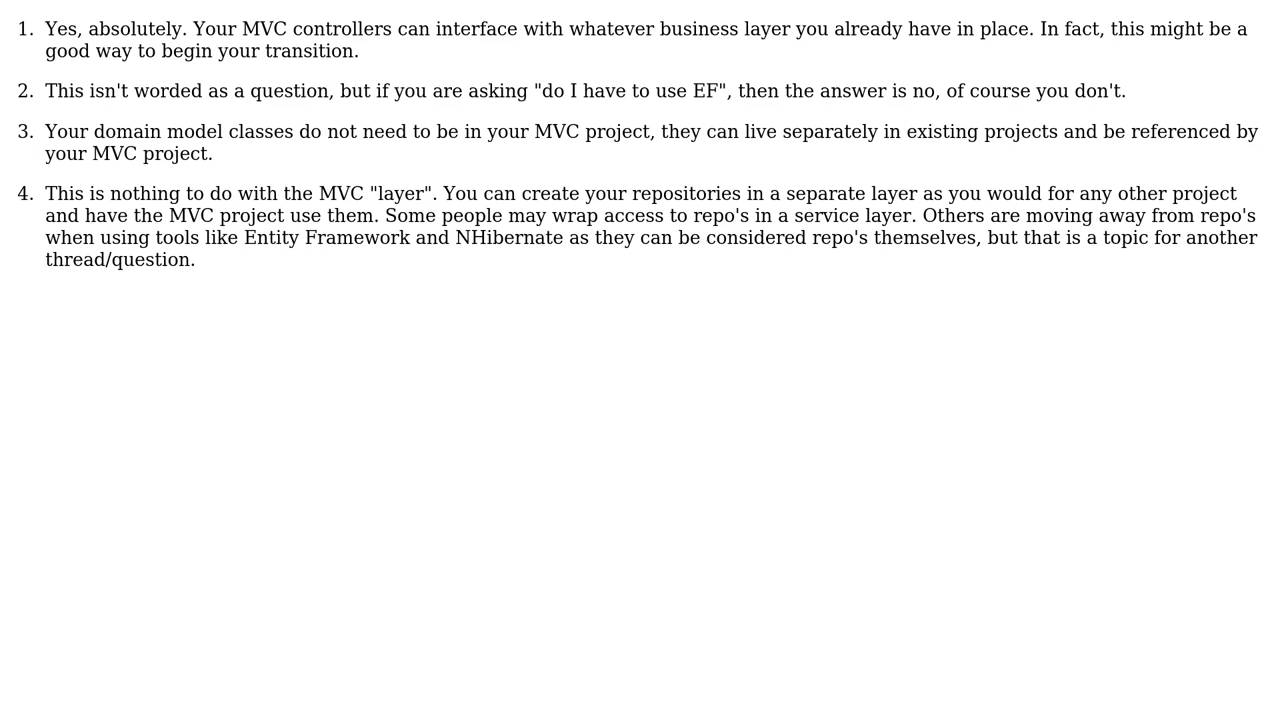 1. Yes, absolutely. Your MVC controllers can interface with whatever business layer you already have in place. In fact, this might be a
good way to begin your transition.
2. This isn't worded as a question, but if you are asking "do I have to use EF", then the answer is no, of course you don't.
3. Your domain model classes do not need to be in your MVC project, they can live separately in existing projects and be referenced by
your MVC project.
4. This is nothing to do with the MVC "layer". You can create your repositories in a separate layer as you would for any other project
and have the MVC project use them. Some people may wrap access to repo's in a service layer. Others are moving away from repo's
when using tools like Entity Framework and NHibernate as they can be considered repo's themselves, but that is a topic for another
thread/question.